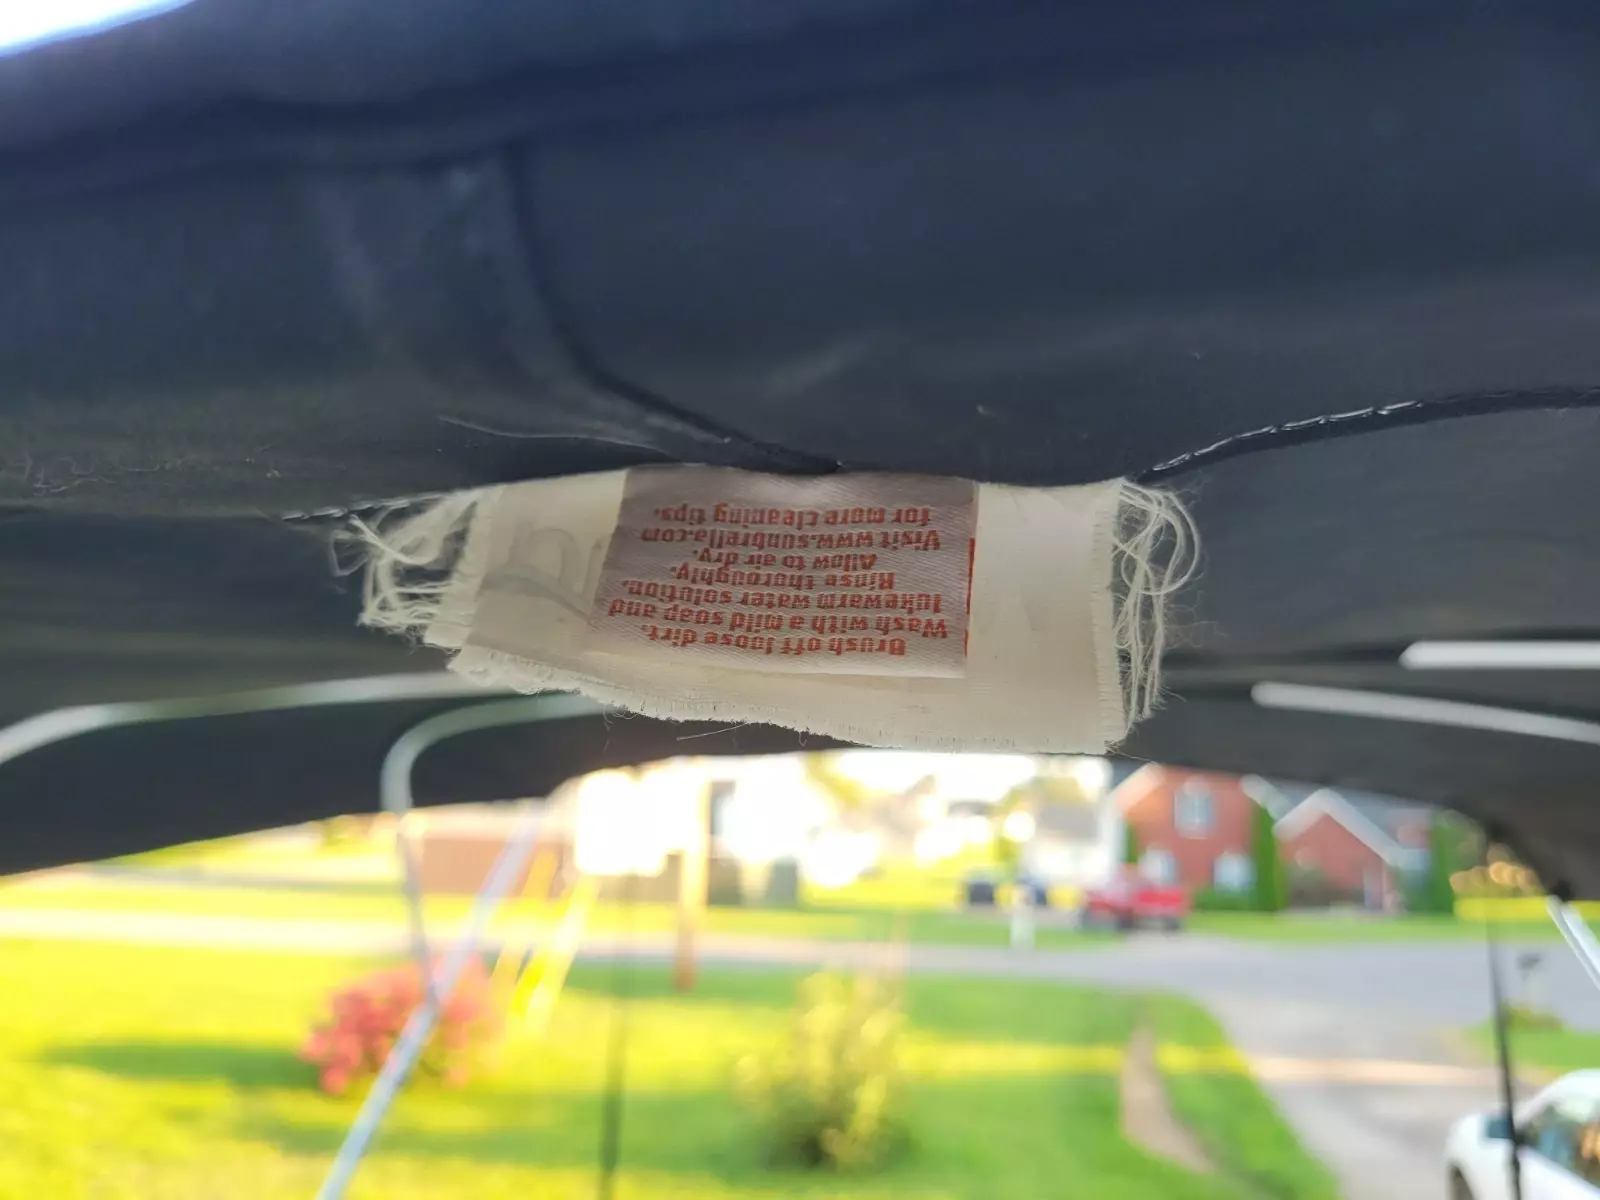 Brush off loose dirt.
Wash with a mild soap and
lukewarm water solution.
Rinse thoroughly.
Allow to air dry.
Visit www.sunbrella.com
for more cleaning tips.